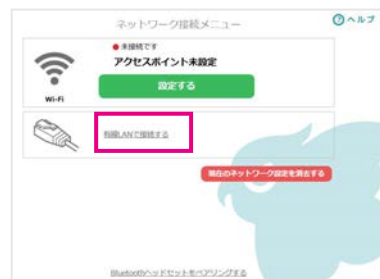 ネットワーク接続メニュー
?ヘルプ
未接続です
アクセスポイント未設定
設定する
Wi-Fi
有線LANで接続する
現在のネットワーク設定を消去する
Bluetoothヘッドセットをペアリングする